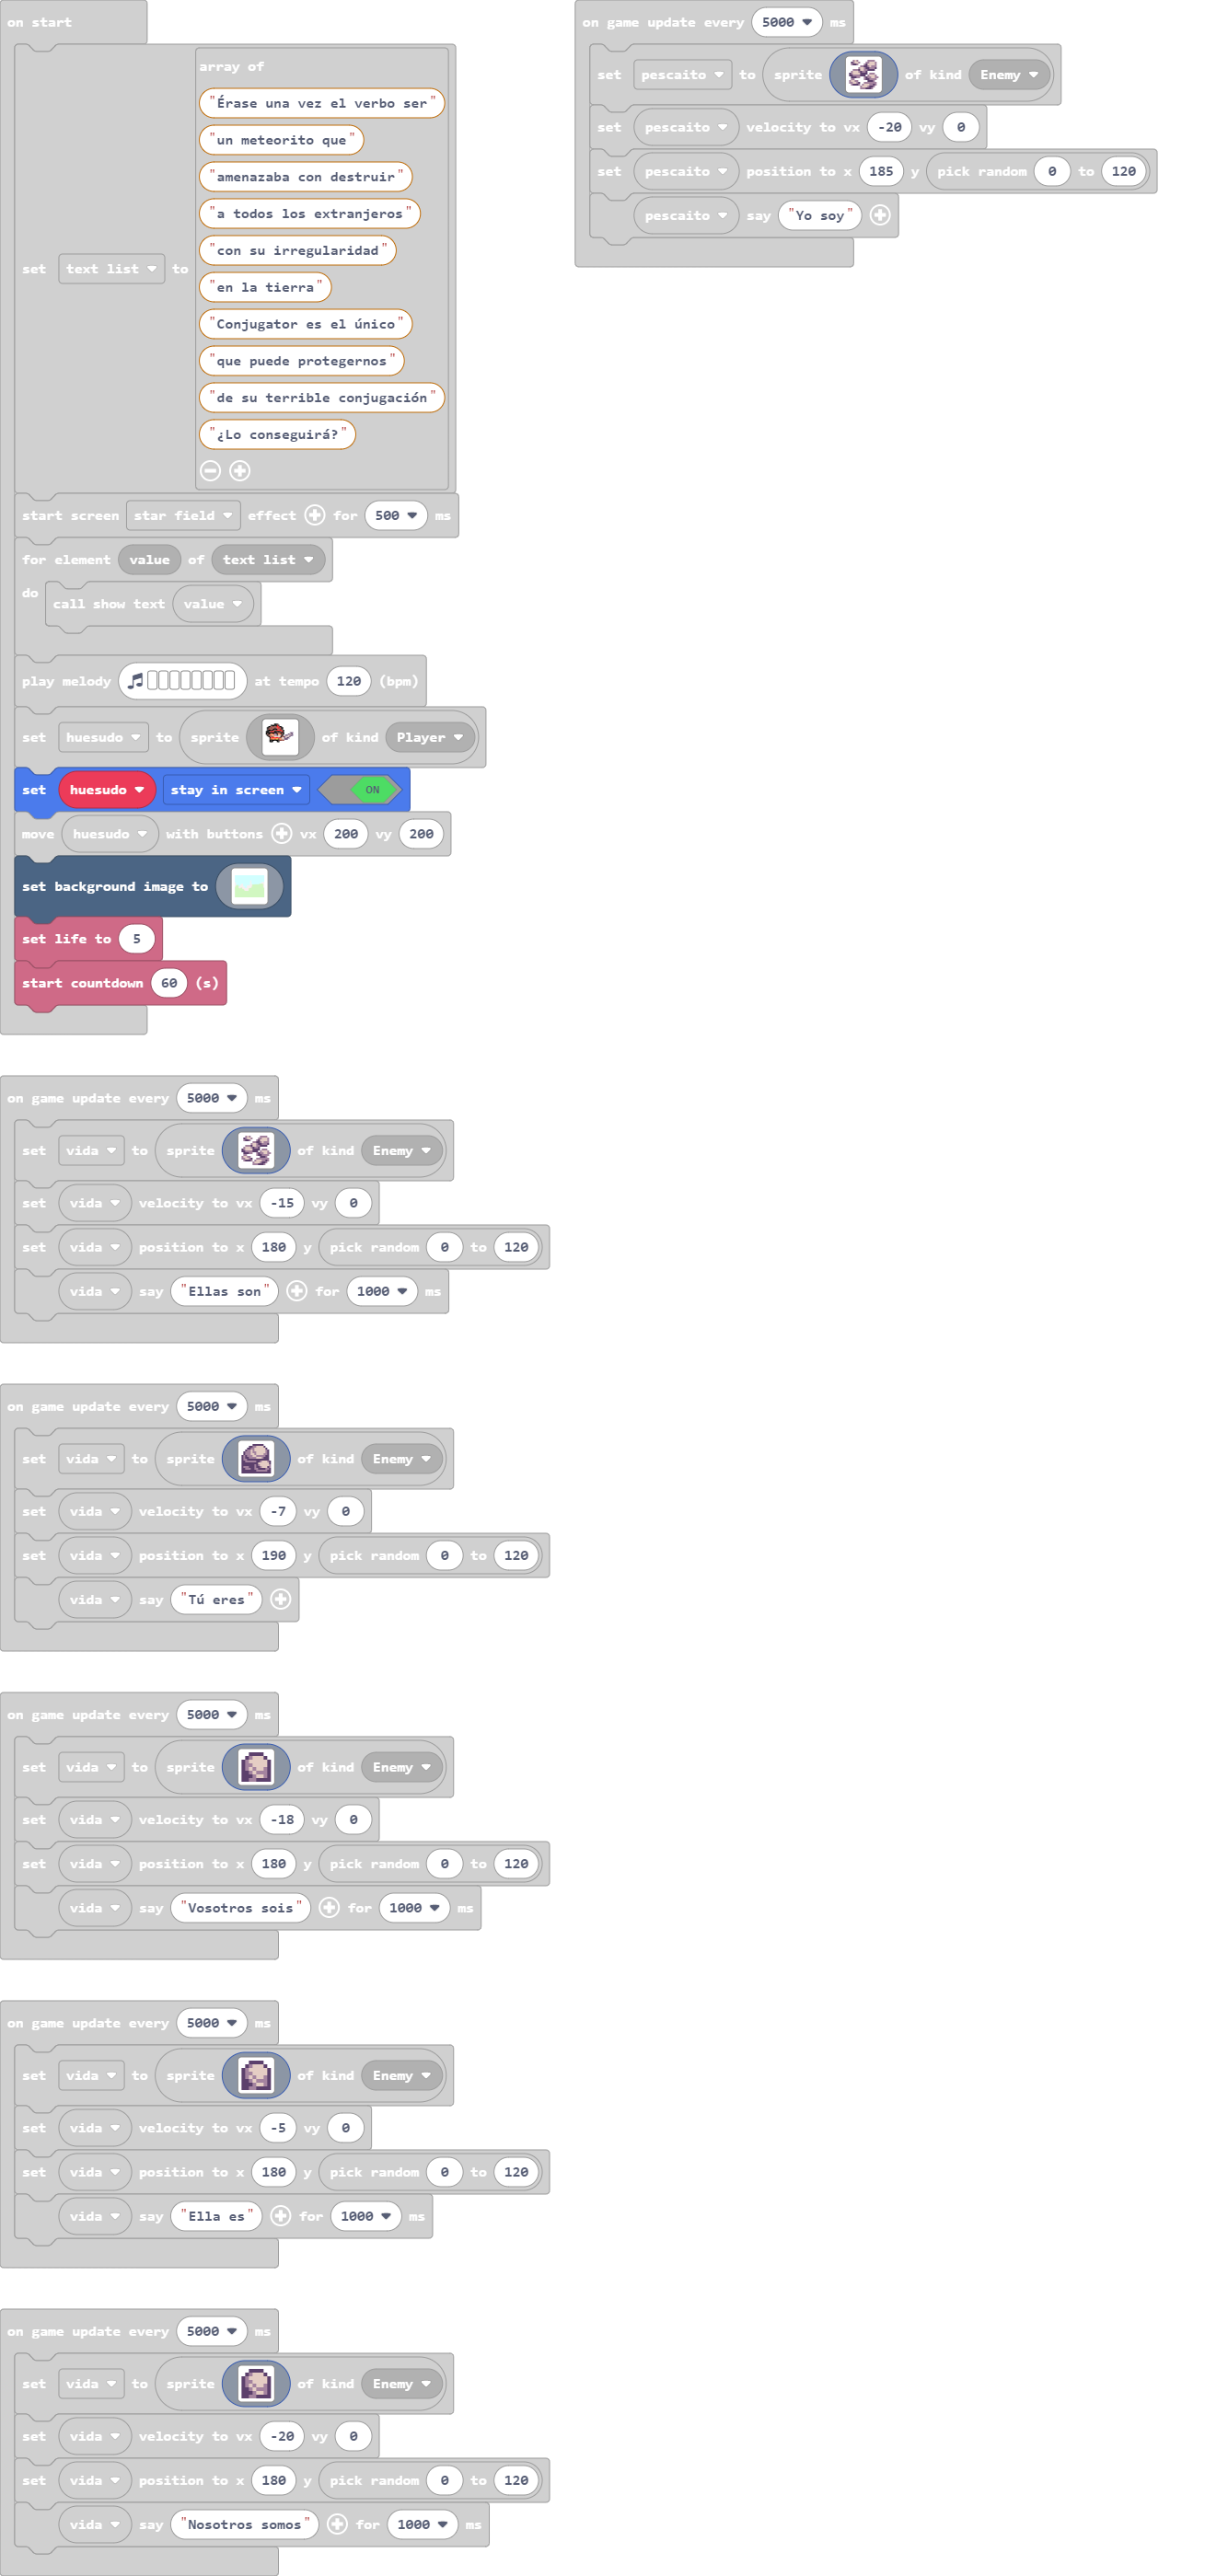 on start
array of
"Érase una vez el verbo ser"
"un meteorito que"
"amenazaba con destruir"
"a todos los extranjeros"
"con su irregularidad"
set text list to
"en la tierra"
"Conjugator es el único"
"que puede protegernos"
"de su terrible conjugación"
"¿Lo conseguirá?"
start screen star field effect for 500 ms
for element value of text list
do
call show text value
play melody at tempo 120 (bpm)
set huesudo to sprite of kind Player
set huesudo stay in screen ON
move huesudo with buttons vx 200 vy 200
set background image to
set life to 5
start countdown 60 (s)
on game update every 5000 ms
set pescaito to sprite of kind Enemy
set pescaito velocity to vx -20 vy 0
set pescaito position to x 185 y pick random 0 to 120
pescaito say "Yo soy"
on game update every 5000 ms
set vida to sprite of kind Enemy
set vida velocity to vx -15 vy 0
set vida position to x 180 y pick random 0 to 120
vida say "Ellas son" for 1000 ms
on game update every 5000 ms
set vida to sprite of kind Enemy
set vida velocity to vx -7 vy 0
set vida position to x 190 y pick random 0 to 120
vida say "Tú eres"
on game update every 5000 ms
set vida to sprite of kind Enemy
set vida velocity to vx -18 vy 0
set vida position to x 180 y pick random 0 to 120
vida say "Vosotros sois" for 1000 ms
on game update every 5000 ms
set vida to sprite of kind Enemy
set vida velocity to vx -5 vy 0
set vida position to x 180 y pick random 0 to 120
vida say "Ella es" for 1000 ms
on game update every 5000 ms
set vida to sprite of kind Enemy
set vida velocity to vx -20 vy 0
set vida position to x 180 y pick random 0 to 120
vida say "Nosotros somos" for 1000 ms